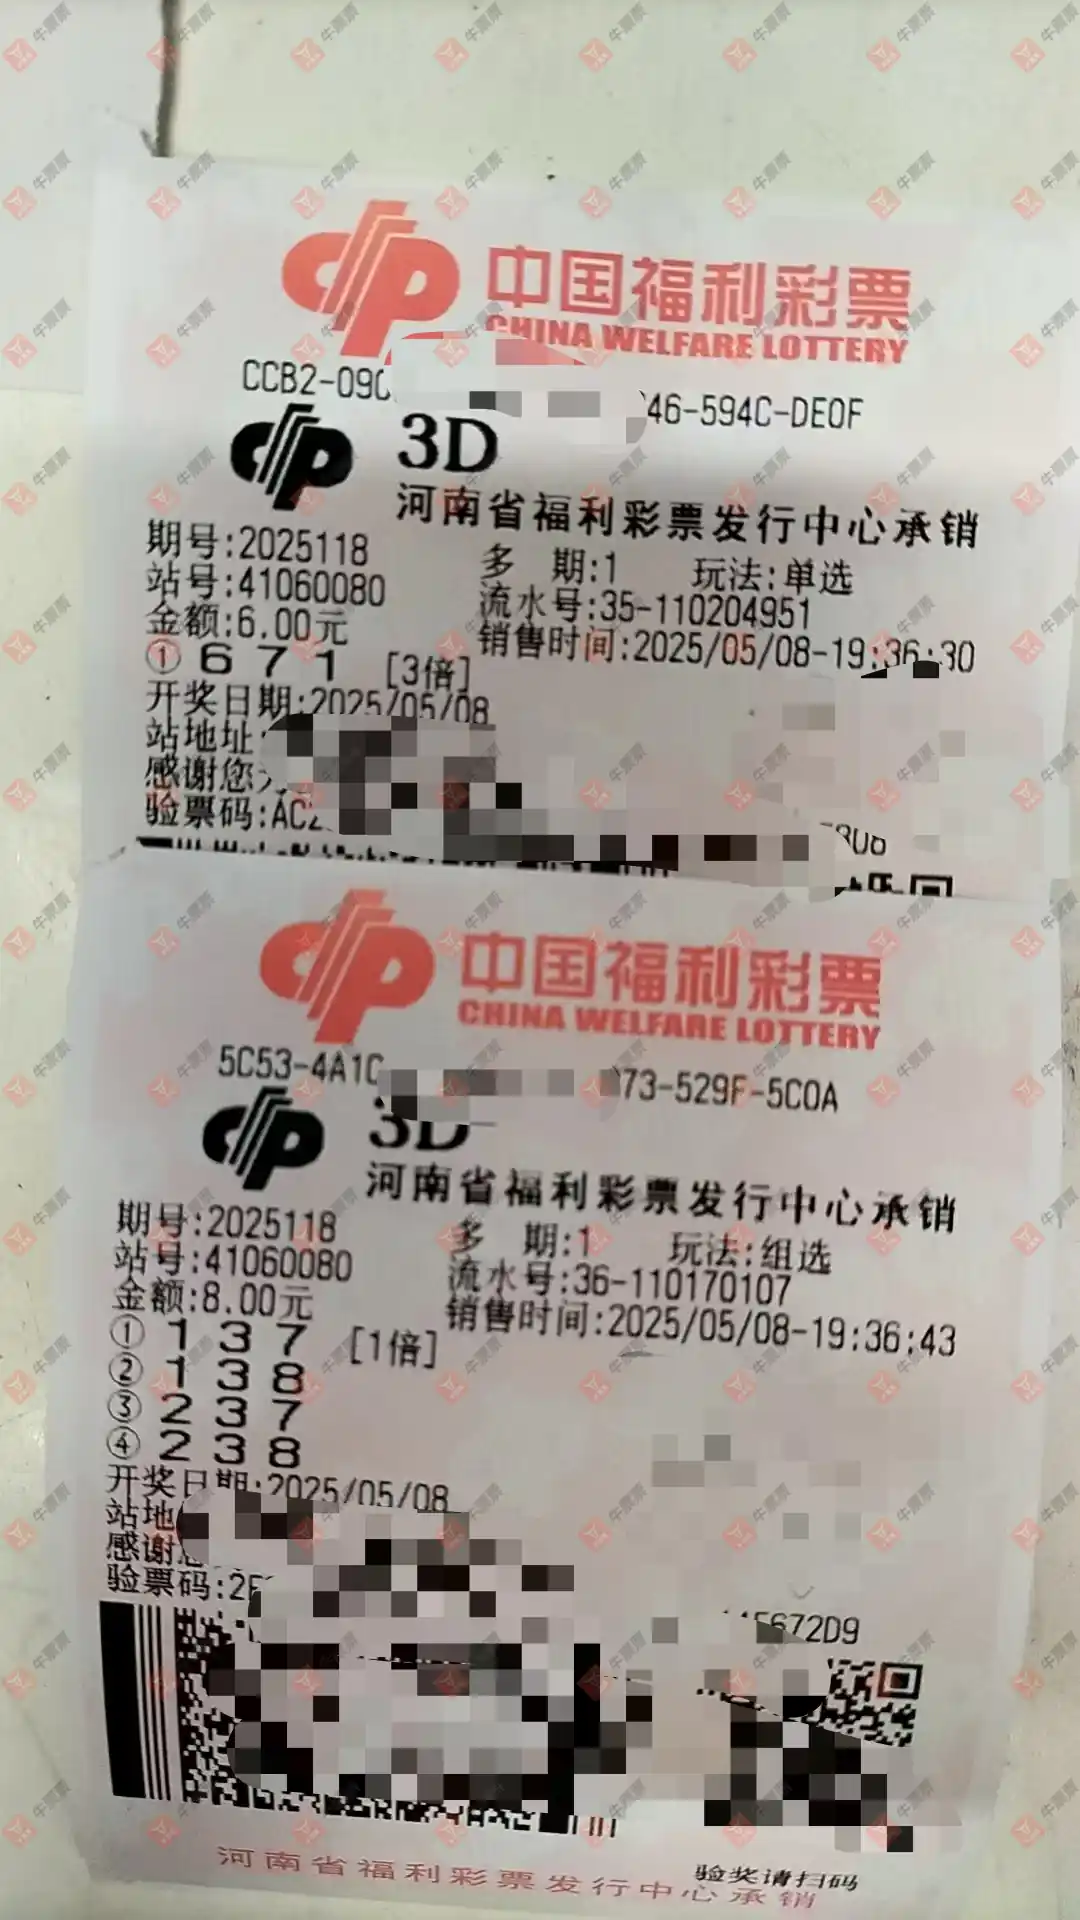 中国福利彩票
CHINA WELFARE LOTTERY
CCB2-09 46-594C-DE0F
3D
河南省福利彩票发行中心承销
期号:2025118 多 期:1 玩法:单选
站号:41060080 流水号:35-110204951
金额:6.00元 销售时间:2025/05/08-19:36:30
① 6 7 1 [3倍]
开奖日期:2025/05/08
站地址
感谢您
验票码:AC2
中国福利彩票
CHINA WELFARE LOTTERY
5C53-4A1 73-529F-5C0A
3D
河南省福利彩票发行中心承销
期号:2025118 多 期:1 玩法:组选
站号:41060080 流水号:36-110170107
金额:8.00元 销售时间:2025/05/08-19:36:43
① 1 3 7 [1倍]
② 1 3 8
③ 2 3 7
④ 2 3 8
开奖日期:2025/05/08
站地
感谢
验票码:2 5672D9
验奖请扫码
河南省福利彩票发行中心承销
牛票票